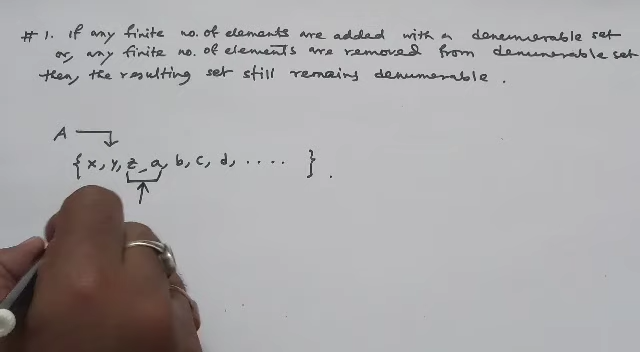 # 1. If any finite no. of elements are added with a denumerable set
or, any finite no. of elements are removed from denumerable set
then, the resulting set still remains denumerable .
A
{ x, y, z, a, b, c, d, .... } .